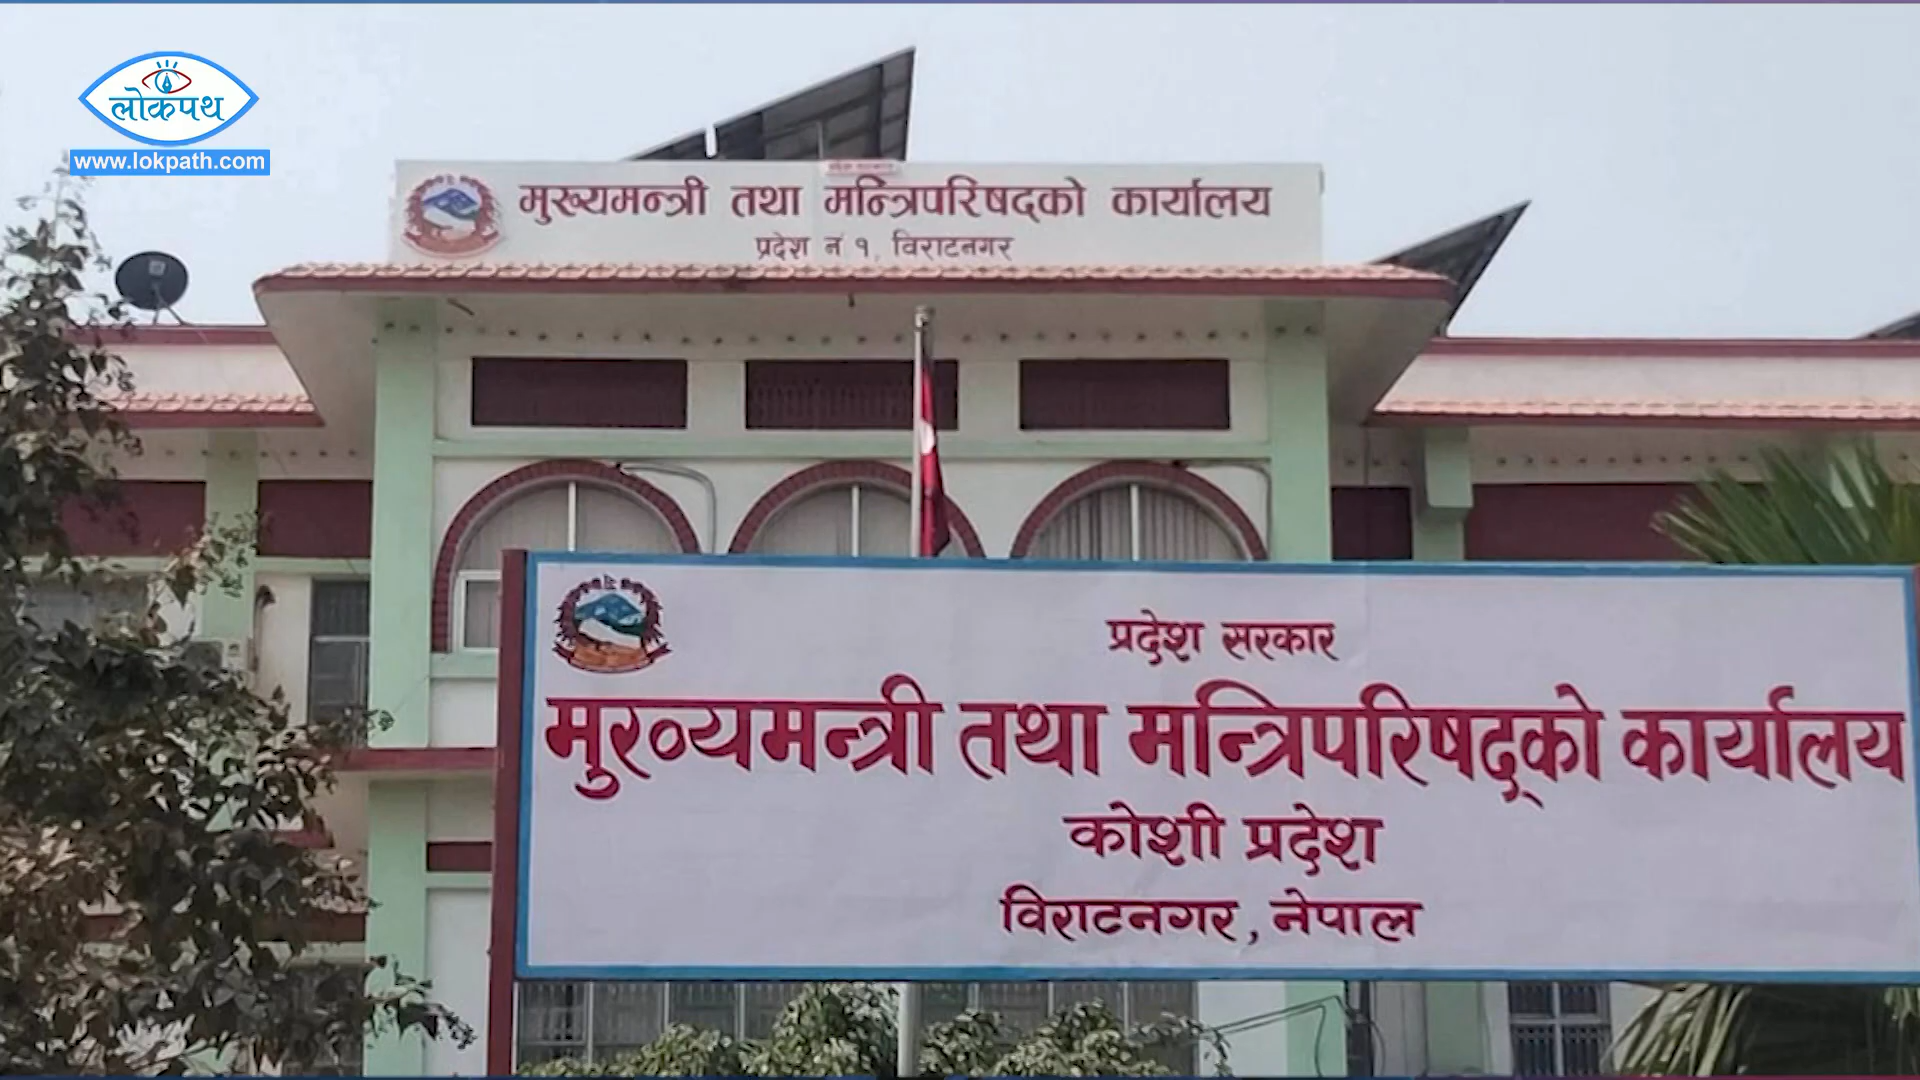 लोकपथ
www.lokpath.com
मुख्यमन्त्री तथा मन्त्रिपरिषद्को कार्यालय
प्रदेश नं १, विराटनगर
प्रदेश सरकार
मुख्यमन्त्री तथा मन्त्रिपरिषद्को कार्यालय
कोशी प्रदेश
विराटनगर, नेपाल